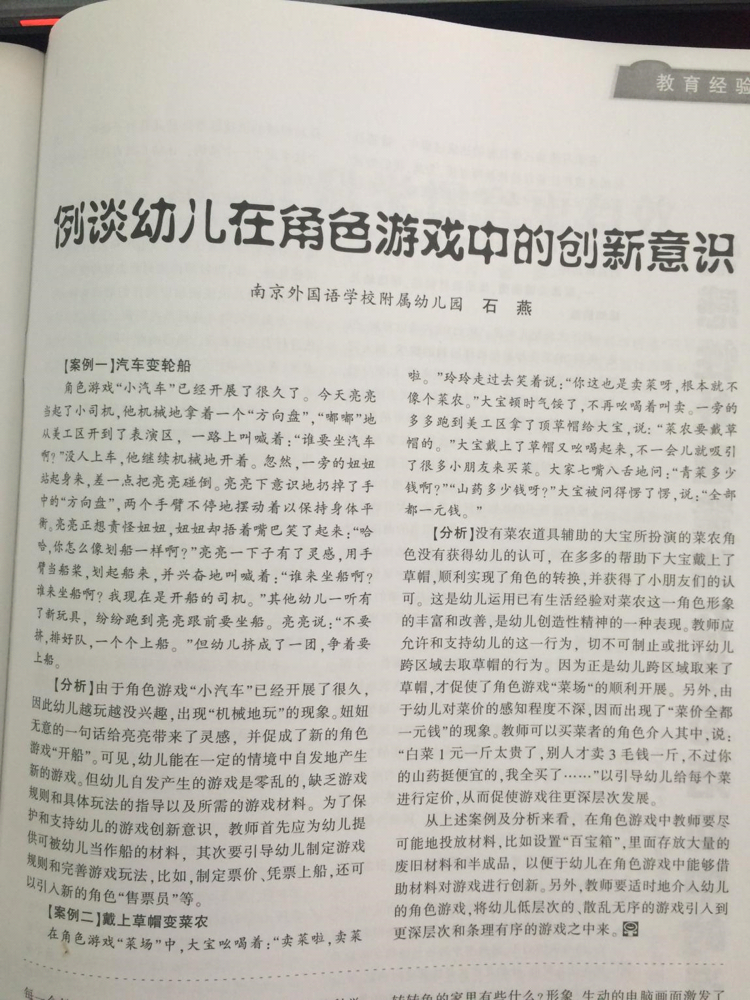 教育经验
例谈幼儿在角色游戏中的创新意识
南京外国语学校附属幼儿园 石 燕
【案例一】汽车变轮船
角色游戏“小汽车”已经开展了很久了。今天亮亮
当起了小司机,他机械地拿着一个“方向盘”,“嘟嘟”地
从美工区开到了表演区,一路上叫喊着:“谁要坐汽车
啊?”没人上车,他继续机械地开着。忽然,一旁的妞妞
站起身来,差一点把亮亮碰倒。亮亮下意识地扔掉了手
中的“方向盘”,两个手臂不停地摆动着以保持身体平
衡。亮亮正想责怪妞妞,妞妞却捂着嘴巴笑了起来:“哈
哈,你怎么像划船一样啊?”亮亮一下子有了灵感,用手
臂当船桨,划起船来,并兴奋地叫喊着:“谁来坐船啊?
谁来坐船啊?我现在是开船的司机。”其他幼儿一听有
了新玩具,纷纷跑到亮亮跟前要坐船。亮亮说:“不要
挤,排好队,一个个上船。”但幼儿挤成了一团,争着要
上船。
【分析】由于角色游戏“小汽车”已经开展了很久,
因此幼儿越玩越没兴趣,出现“机械地玩”的现象。妞妞
无意的一句话给亮亮带来了灵感,并促成了新的角色
游戏“开船”。可见,幼儿能在一定的情境中自发地产生
新的游戏。但幼儿自发产生的游戏是零乱的,缺乏游戏
规则和具体玩法的指导以及所需的游戏材料。为了保
护和支持幼儿的游戏创新意识,教师首先应为幼儿提
供可被幼儿当作船的材料,其次要引导幼儿制定游戏
规则和完善游戏玩法,比如,制定票价、凭票上船,还可
以引入新的角色“售票员”等。
【案例二】戴上草帽变菜农
在角色游戏“菜场”中,大宝吆喝着:“卖菜啦,卖菜
啦。”玲玲走过去笑着说:“你这也是卖菜呀,根本就不
像个菜农。”大宝顿时气馁了,不再吆喝着叫卖。一旁的
多多跑到美工区拿了顶草帽给大宝,说:“菜农要戴草
帽的。”大宝戴上了草帽又吆喝起来,不一会儿就吸引
了很多小朋友来买菜。大家七嘴八舌地问:“青菜多少
钱啊?”“山药多少钱呀?”大宝被问得愣了愣,说:“全部
都一元钱。”
【分析】没有菜农道具辅助的大宝所扮演的菜农角
色没有获得幼儿的认可,在多多的帮助下大宝戴上了
草帽,顺利实现了角色的转换,并获得了小朋友们的认
可。这是幼儿运用已有生活经验对菜农这一角色形象
的丰富和改善,是幼儿创造性精神的一种表现。教师应
允许和支持幼儿的这一行为,切不可制止或批评幼儿
跨区域去取草帽的行为。因为正是幼儿跨区域取来了
草帽,才促使了角色游戏“菜场“的顺利开展。另外,由
于幼儿对菜价的感知程度不深,因而出现了“菜价全都
一元钱”的现象。教师可以买菜者的角色介入其中,说:
“白菜1元一斤太贵了,别人才卖3毛钱一斤,不过你
的山药挺便宜的,我全买了……”以引导幼儿给每个菜
进行定价,从而促使游戏往更深层次发展。
从上述案例及分析来看,在角色游戏中教师要尽
可能地投放材料,比如设置“百宝箱”,里面存放大量的
废旧材料和半成品,以便于幼儿在角色游戏中能够借
助材料对游戏进行创新。另外,教师要适时地介入幼儿
的角色游戏,将幼儿低层次的、散乱无序的游戏引入到
更深层次和条理有序的游戏之中来。
转转兔的家里有些什么?形象、生动的电脑画面激发了